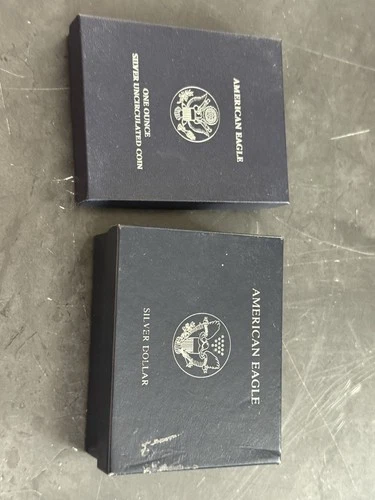 AMERICAN EAGLE
ONE OUNCE
SILVER UNCIRCULATED COIN
AMERICAN EAGLE
SILVER DOLLAR